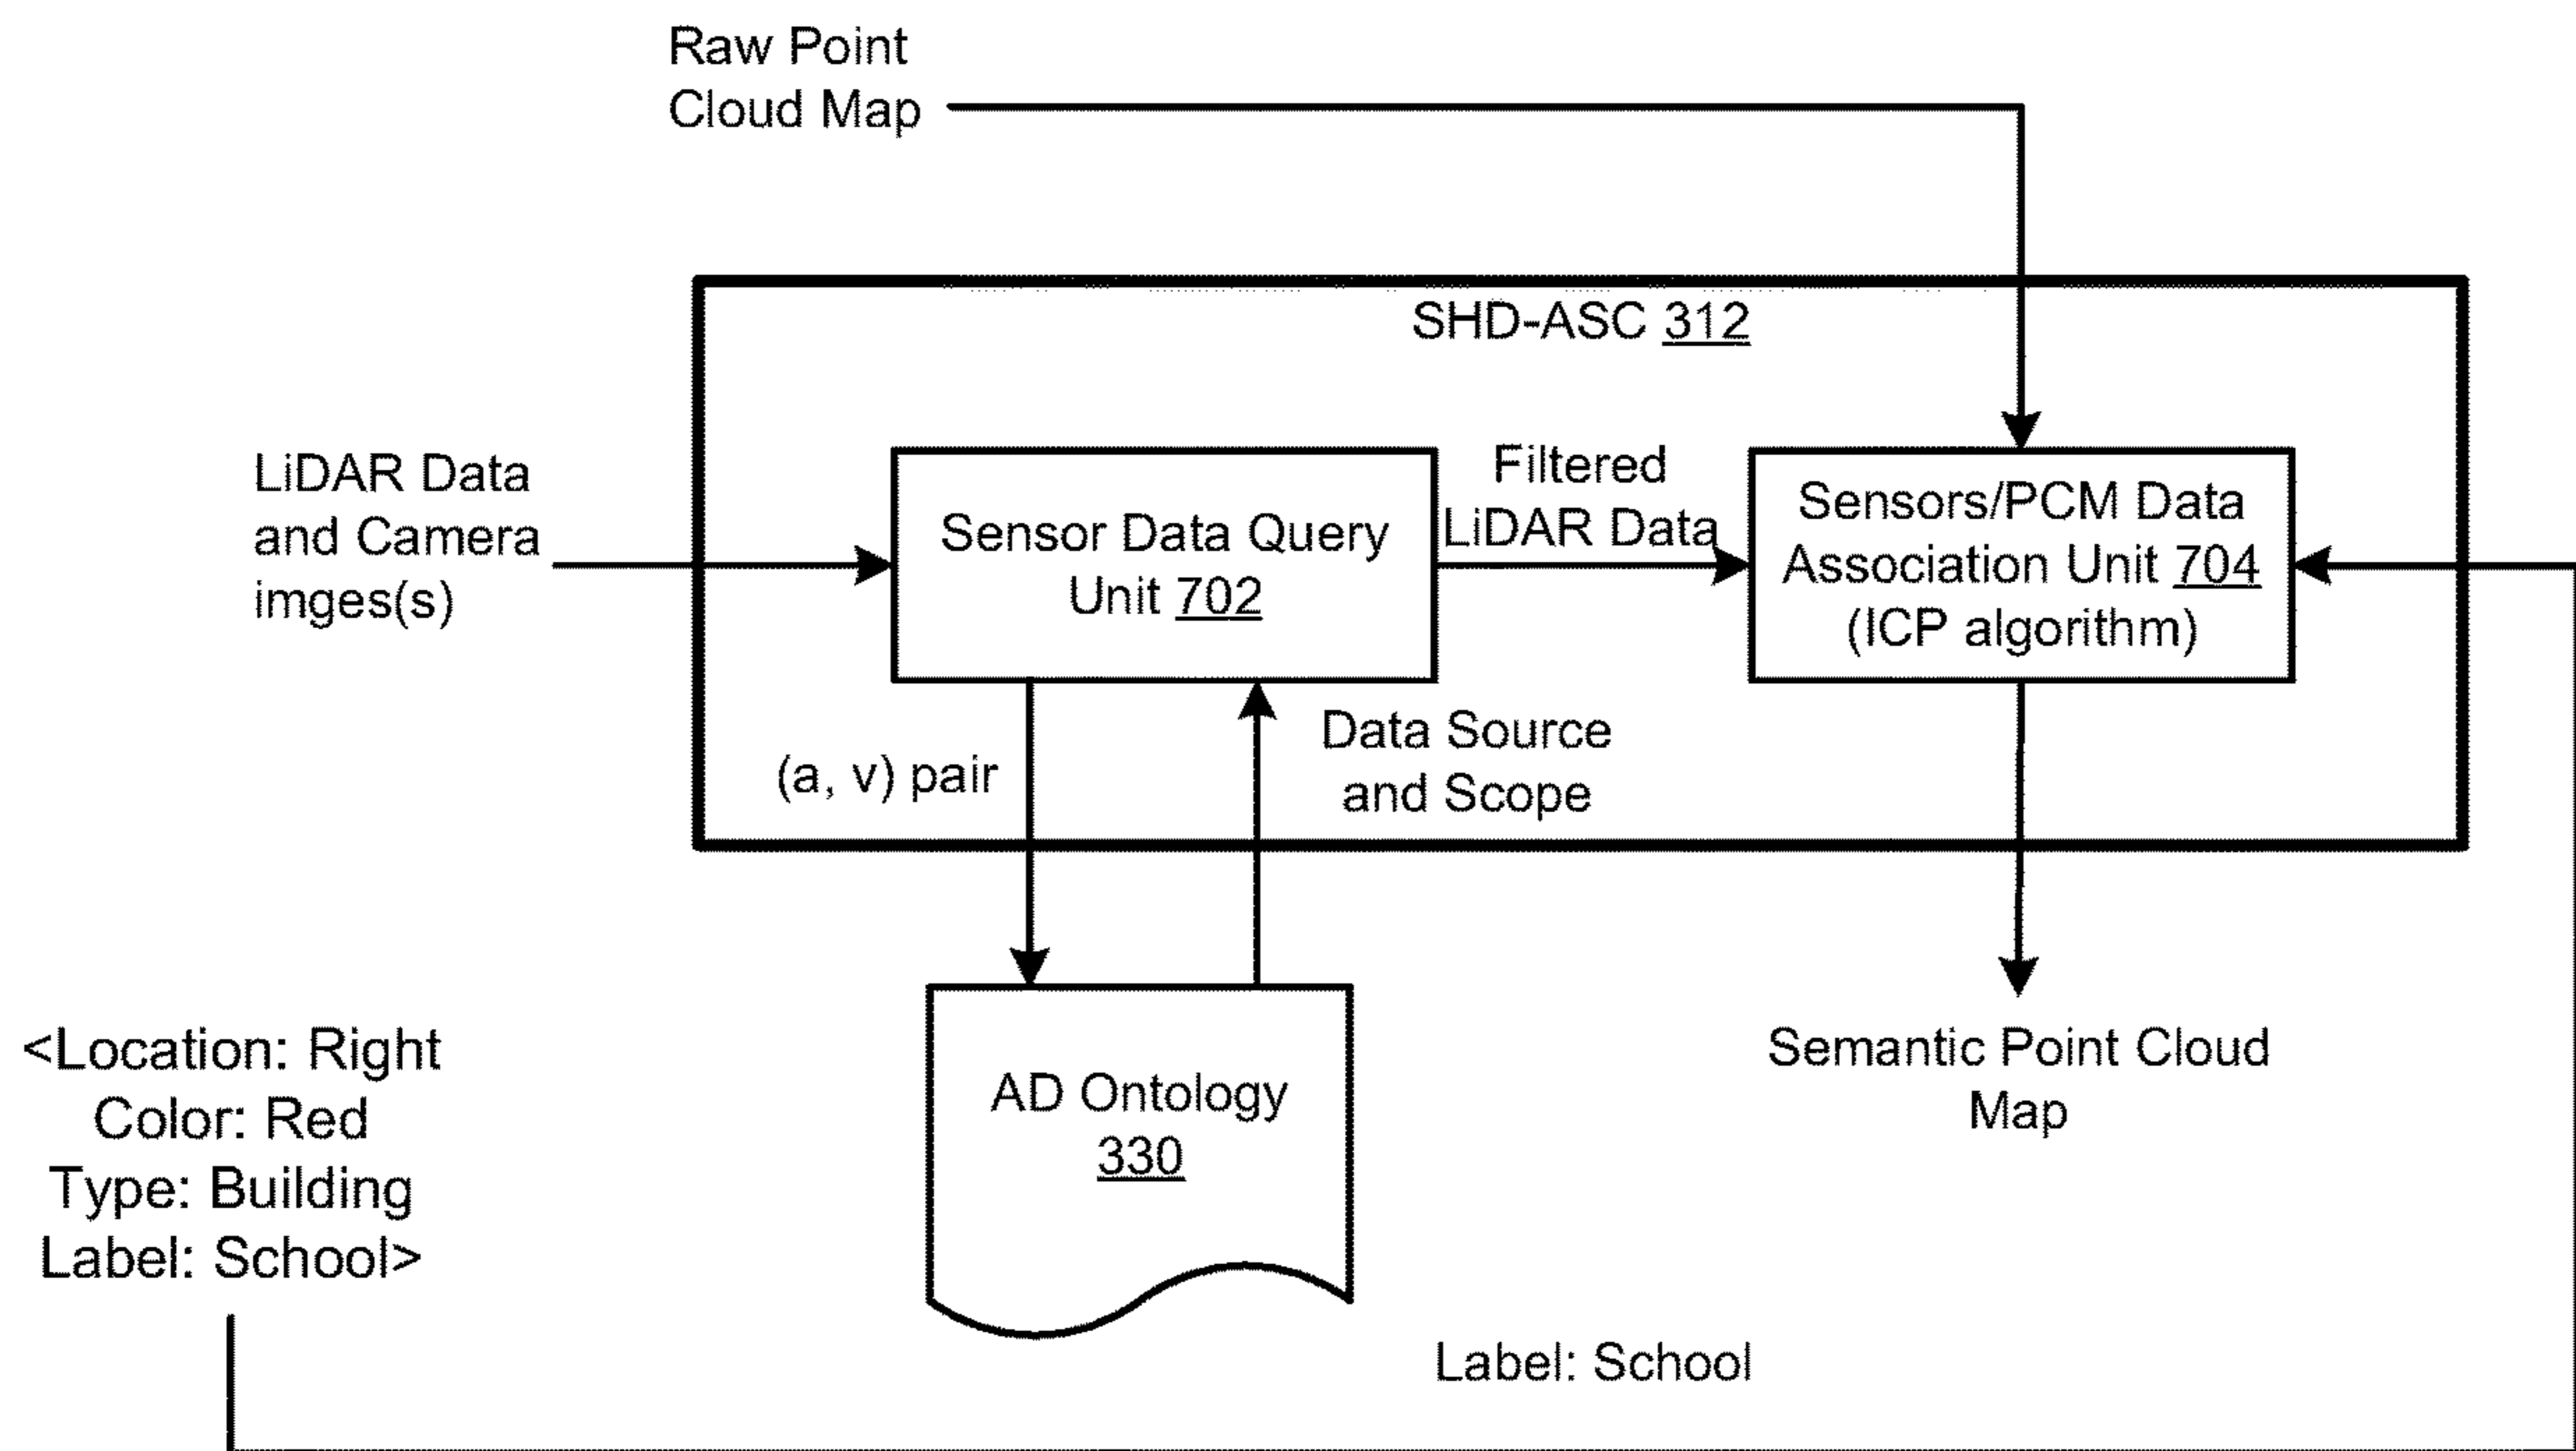 Raw Point
Cloud Map
SHD-ASC 312
LiDAR Data
and Camera
imges(s)
Sensor Data Query
Unit 702
Filtered
LiDAR Data
Sensors/PCM Data
Association Unit 704
(ICP algorithm)
(a, v) pair
Data Source
and Scope
<Location: Right
Color: Red
Type: Building
Label: School>
AD Ontology
330
Semantic Point Cloud
Map
Label: School